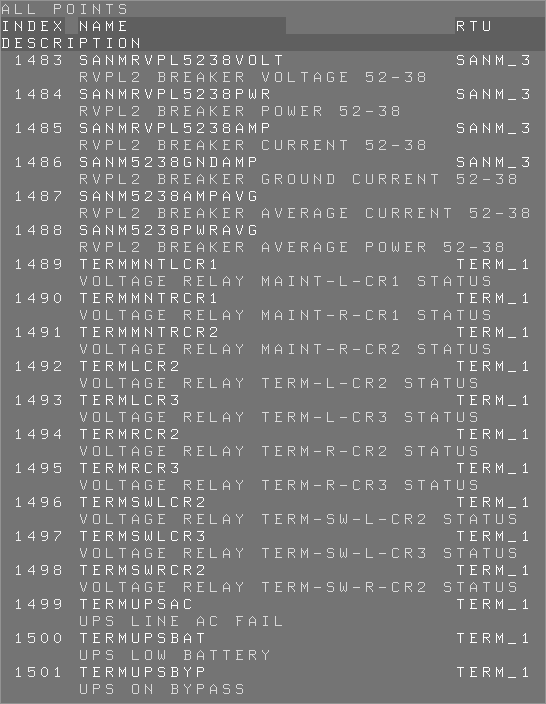 ALL POINTS
INDEX NAME RTU
DESCRIPTION
1483 SANMRVPL5238VOLT SANM_3
RVPL2 BREAKER VOLTAGE 52-38
1484 SANMRVPL5238PWR SANM_3
RVPL2 BREAKER POWER 52-38
1485 SANMRVPL5238AMP SANM_3
RVPL2 BREAKER CURRENT 52-38
1486 SANM5238GNDAMP SANM_3
RVPL2 BREAKER GROUND CURRENT 52-38
1487 SANM5238AMPAVG
RVPL2 BREAKER AVERAGE CURRENT 52-38
1488 SANM5238PWRAVG
RVPL2 BREAKER AVERAGE POWER 52-38
1489 TERMMNTLCR1 TERM_1
VOLTAGE RELAY MAINT-L-CR1 STATUS
1490 TERMMNTRCR1 TERM_1
VOLTAGE RELAY MAINT-R-CR1 STATUS
1491 TERMMNTRCR2 TERM_1
VOLTAGE RELAY MAINT-R-CR2 STATUS
1492 TERMLCR2 TERM_1
VOLTAGE RELAY TERM-L-CR2 STATUS
1493 TERMLCR3 TERM_1
VOLTAGE RELAY TERM-L-CR3 STATUS
1494 TERMRCR2 TERM_1
VOLTAGE RELAY TERM-R-CR2 STATUS
1495 TERMRCR3 TERM_1
VOLTAGE RELAY TERM-R-CR3 STATUS
1496 TERMSWLCR2 TERM_1
VOLTAGE RELAY TERM-SW-L-CR2 STATUS
1497 TERMSWLCR3 TERM_1
VOLTAGE RELAY TERM-SW-L-CR3 STATUS
1498 TERMSWRCR2 TERM_1
VOLTAGE RELAY TERM-SW-R-CR2 STATUS
1499 TERMUPSAC TERM_1
UPS LINE AC FAIL
1500 TERMUPSBAT TERM_1
UPS LOW BATTERY
1501 TERMUPSBYP TERM_1
UPS ON BYPASS